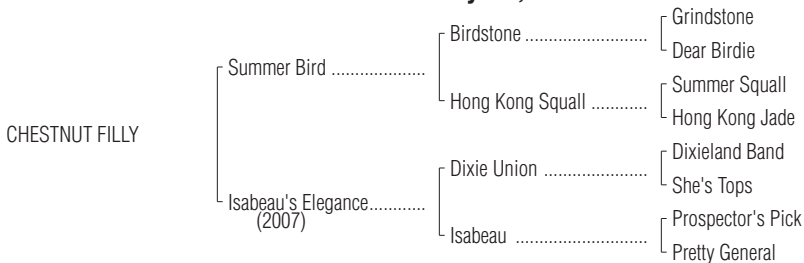 Grindstone
Birdstone ..........................
Dear Birdie
Summer Bird ....................
Summer Squall
Hong Kong Squall ............
Hong Kong Jade
CHESTNUT FILLY
Dixieland Band
Dixie Union ......................
She's Tops
Isabeau's Elegance............
(2007)
Prospector's Pick
Isabeau ............................
Pretty General